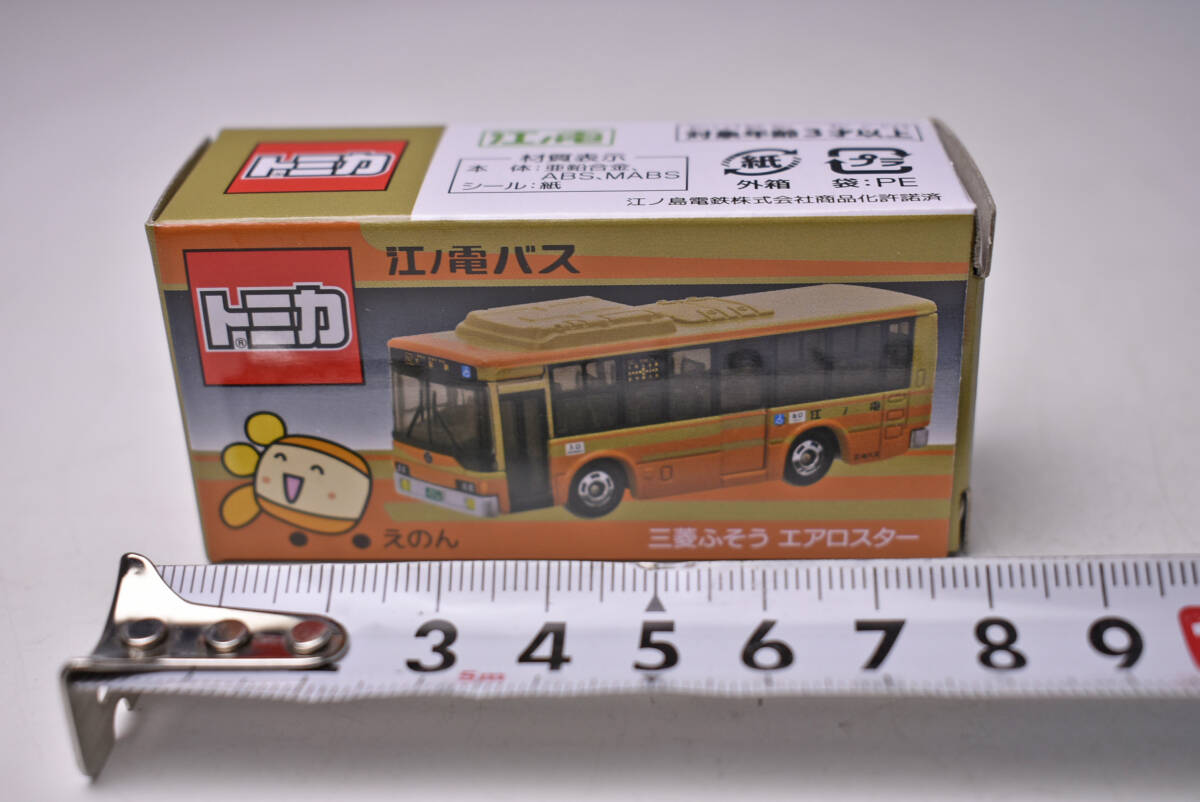 トミカ
江ノ電
対象年齢3才以上
材質表示
本 体:亜鉛合金、
ABS、MABS
シール:紙
紙
外箱
プラ
袋:PE
江ノ島電鉄株式会社商品化許諾済
江ノ電バス
トミカ®
江ノ電
えのん
三菱ふそう エアロスター
3 4 5 6 7 8 9
5m